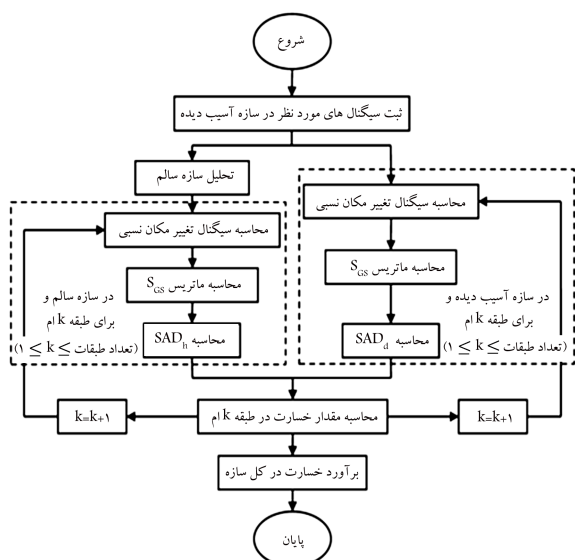 شروع
ثبت سیگنال های مورد نظر در سازه آسیب دیده
تحلیل سازه سالم
محاسبه سیگنال تغییر مکان نسبی
محاسبه ماتریس S_GS
محاسبه SAD_h
در سازه سالم و
برای طبقه k ام
(تعداد طبقات ≥ k ≥ ۱)
محاسبه سیگنال تغییر مکان نسبی
محاسبه ماتریس S_GS
محاسبه SAD_d
در سازه آسیب دیده و
برای طبقه k ام
(تعداد طبقات ≥ k ≥ ۱)
محاسبه مقدار خسارت در طبقه k ام
k=k+۱
k=k+۱
برآورد خسارت در کل سازه
پایان